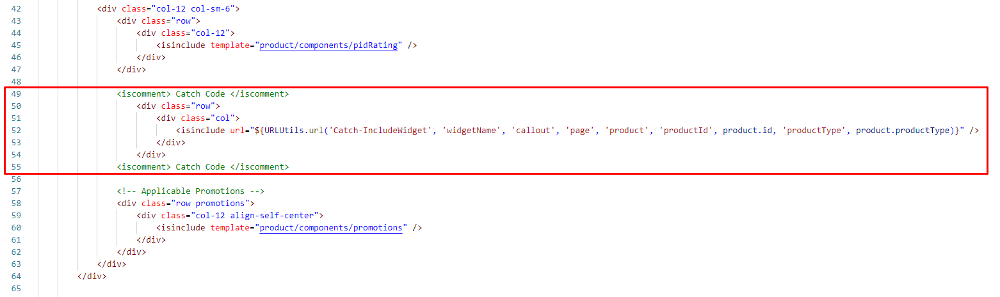 42 <div class="col-12 col-sm-6">
43 <div class="row">
44 <div class="col-12">
45 <isinclude template="product/components/pidRating" />
46 </div>
47 </div>
48
49 <iscomment> Catch Code </iscomment>
50 <div class="row">
51 <div class="col">
52 <isinclude url="${URLUtils.url('Catch-IncludeWidget', 'widgetName', 'callout', 'page', 'product', 'productId', product.id, 'productType', product.productType)}" />
53 </div>
54 </div>
55 <iscomment> Catch Code </iscomment>
56
57 <!-- Applicable Promotions -->
58 <div class="row promotions">
59 <div class="col-12 align-self-center">
60 <isinclude template="product/components/promotions" />
61 </div>
62 </div>
63 </div>
64 </div>
65